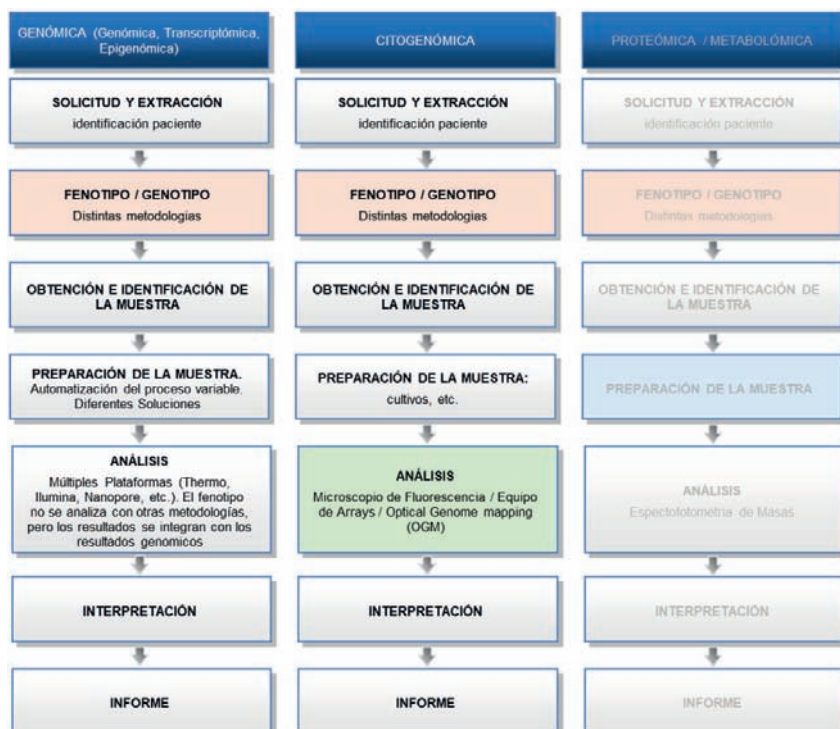 GENÓMICA (Genómica, Transcriptómica,
Epigenómica)
SOLICITUD Y EXTRACCIÓN
identificación paciente
FENOTIPO / GENOTIPO
Distintas metodologías
OBTENCIÓN E IDENTIFICACIÓN DE
LA MUESTRA
PREPARACIÓN DE LA MUESTRA.
Automatización del proceso variable.
Diferentes Soluciones
ANÁLISIS
Múltiples Plataformas (Thermo,
Ilumina, Nanopore, etc.). El fenotipo
no se analiza con otras metodologías,
pero los resultados se integran con los
resultados genómicos
INTERPRETACIÓN
INFORME
CITOGENÓMICA
SOLICITUD Y EXTRACCIÓN
identificación paciente
FENOTIPO / GENOTIPO
Distintas metodologías
OBTENCIÓN E IDENTIFICACIÓN DE
LA MUESTRA
PREPARACIÓN DE LA MUESTRA:
cultivos, etc.
ANÁLISIS
Microscopio de Fluorescencia / Equipo
de Arrays / Optical Genome mapping
(OGM)
INTERPRETACIÓN
INFORME
PROTEÓMICA / METABOLÓMICA
SOLICITUD Y EXTRACCIÓN
identificación paciente
FENOTIPO / GENOTIPO
Distintas metodologías
OBTENCIÓN E IDENTIFICACIÓN DE
LA MUESTRA
PREPARACIÓN DE LA MUESTRA
ANÁLISIS
Espectofotometría de Masas
INTERPRETACIÓN
INFORME